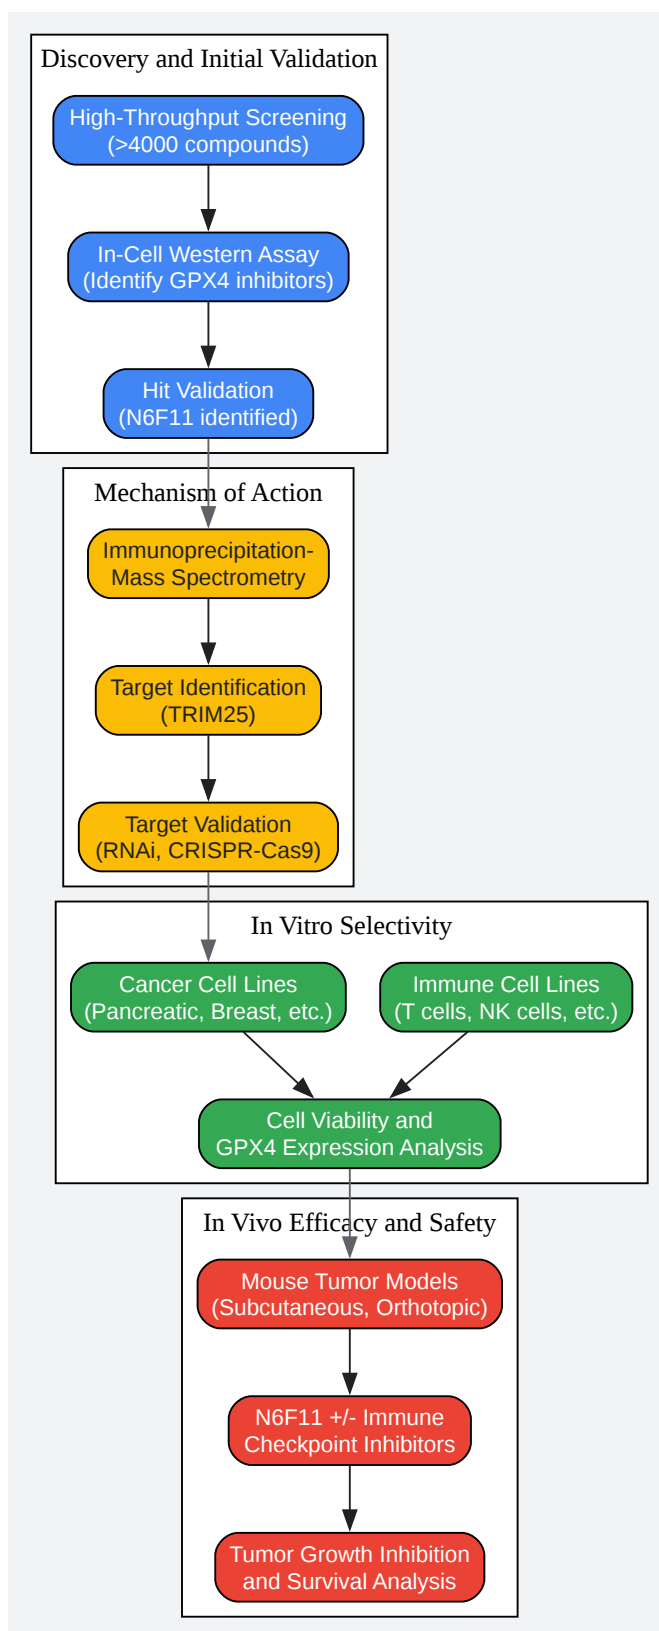 Discovery and Initial Validation
High-Throughput Screening
(>4000 compounds)
In-Cell Western Assay
(Identify GPX4 inhibitors)
Hit Validation
(N6F11 identified)
Mechanism of Action
Immunoprecipitation-
Mass Spectrometry
Target Identification
(TRIM25)
Target Validation
(RNAi, CRISPR-Cas9)
In Vitro Selectivity
Cancer Cell Lines
(Pancreatic, Breast, etc.)
Immune Cell Lines
(T cells, NK cells, etc.)
Cell Viability and
GPX4 Expression Analysis
In Vivo Efficacy and Safety
Mouse Tumor Models
(Subcutaneous, Orthotopic)
N6F11 +/- Immune
Checkpoint Inhibitors
Tumor Growth Inhibition
and Survival Analysis